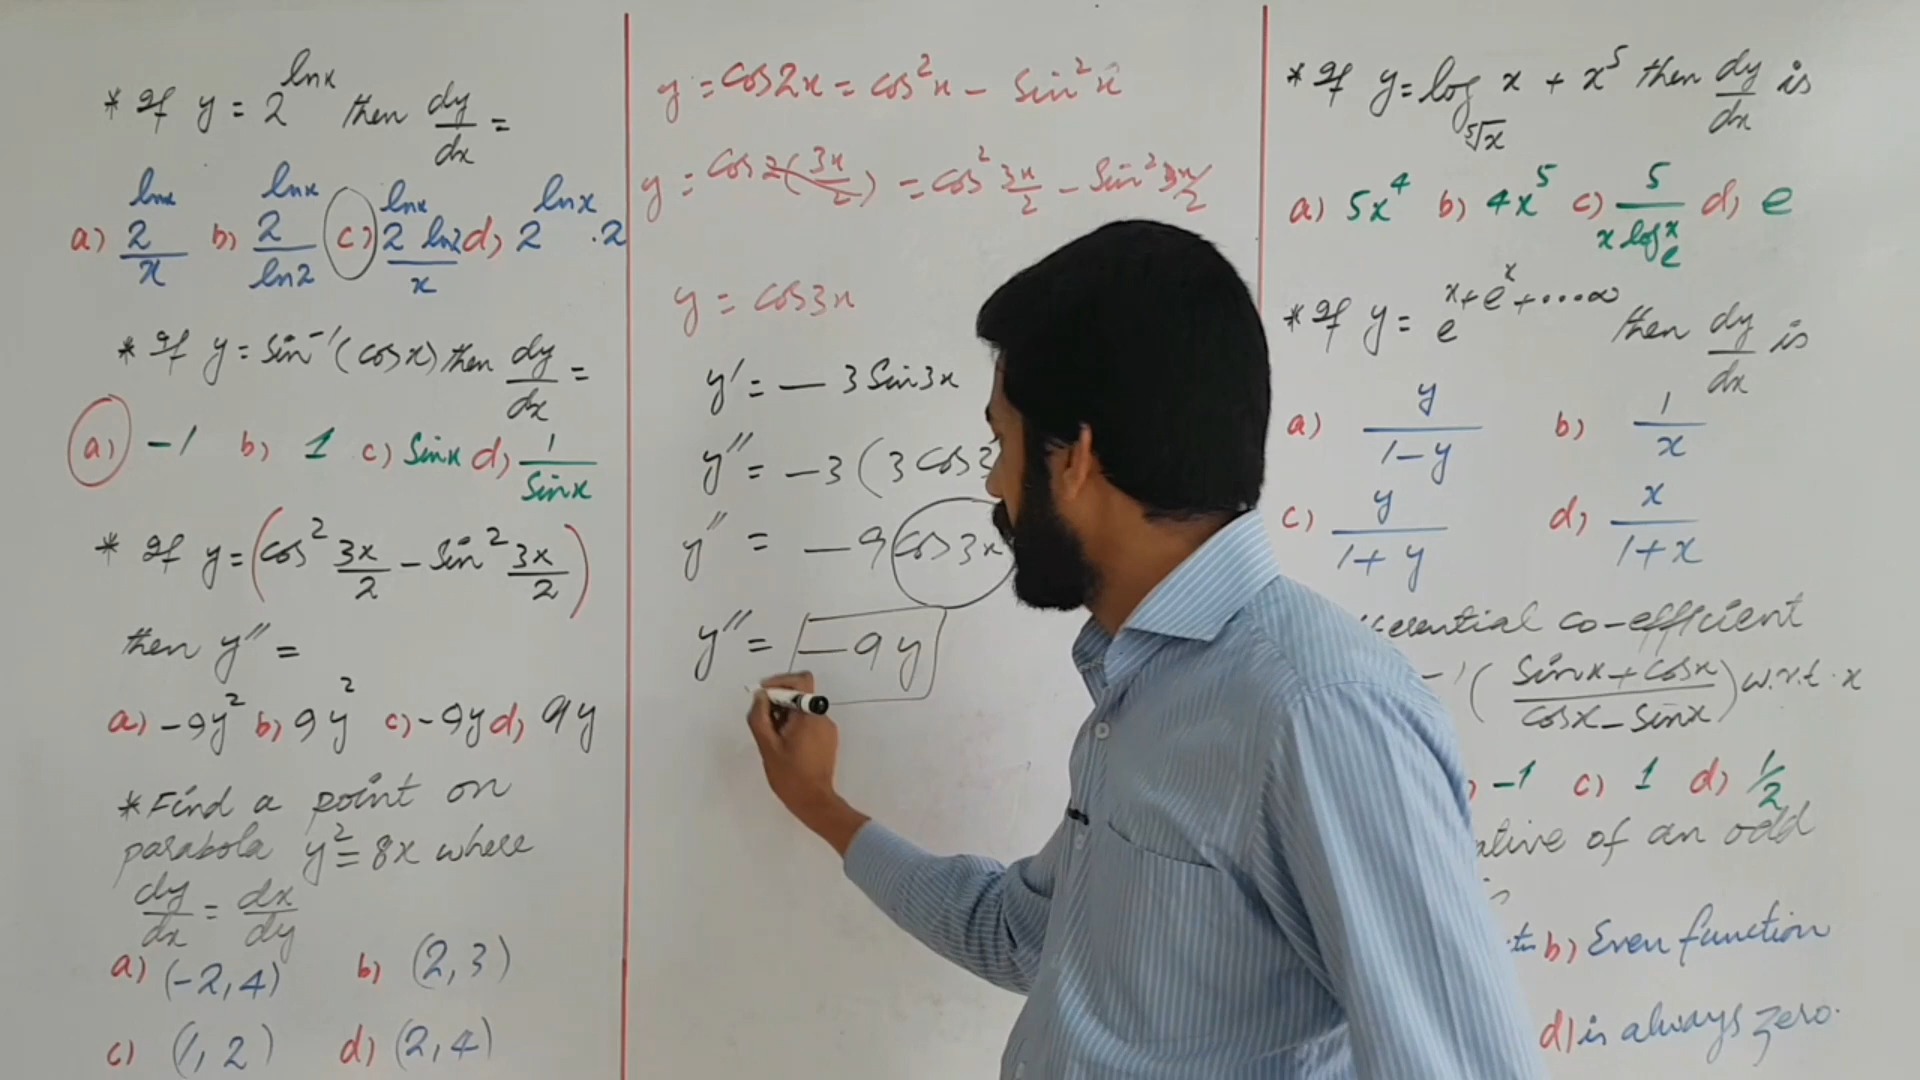 * If y = 2^lnx then dy/dx =
a) 2^lnx/x b) 2^lnx/ln2 c) 2^lnx ln2/x d) 2^lnx .2
* If y = Sin⁻¹(cosx) then dy/dx =
a) -1 b) 1 c) Sinx d) 1/Sinx
* If y = (cos² 3x/2 - Sin² 3x/2)
then y'' =
a) -9y² b) 9y² c) -9y d) 9y
* Find a point on
parabola y² = 8x where
dy/dx = dx/dy
a) (-2,4) b) (2,3)
c) (1,2) d) (2,4)
y = cos2x = cos²x - Sin²x
y = cos2(3x/2) = cos² 3x/2 - Sin² 3x/2
y = cos3x
y' = -3 Sin3x
y'' = -3(3 cos3
y'' = -9 cos3x
y'' = -9y
* If y = log_⁵√x x + x⁵ then dy/dx is
a) 5x⁴ b) 4x⁵ c) 5/x log_e x d) e
* If y = e^x+e^x+....∞ then dy/dx is
a) y/1-y b) 1/x
c) y/1+y d) x/1+x
ferential co-efficient
-1 (Sinx+cosx/cosx-Sinx) w.r.t. x
-1 c) 1 d) 1/2
ative of an odd
b) Even function
d) is always zero.